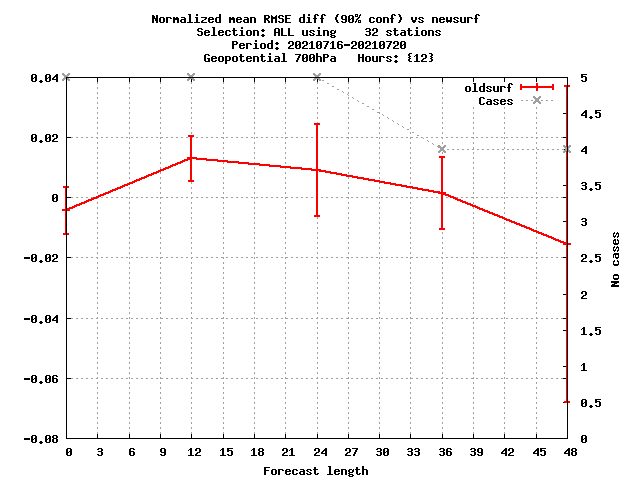 Normalized mean RMSE diff (90% conf) vs newsurf
Selection: ALL using    32 stations
Period: 20210716-20210720
Geopotential 700hPa   Hours: {12}
oldsurf
Cases
0.04
0.02
0
-0.02
-0.04
-0.06
-0.08
5
4.5
4
3.5
3
2.5
2
1.5
1
0.5
0
No cases
0 3 6 9 12 15 18 21 24 27 30 33 36 39 42 45 48
Forecast length